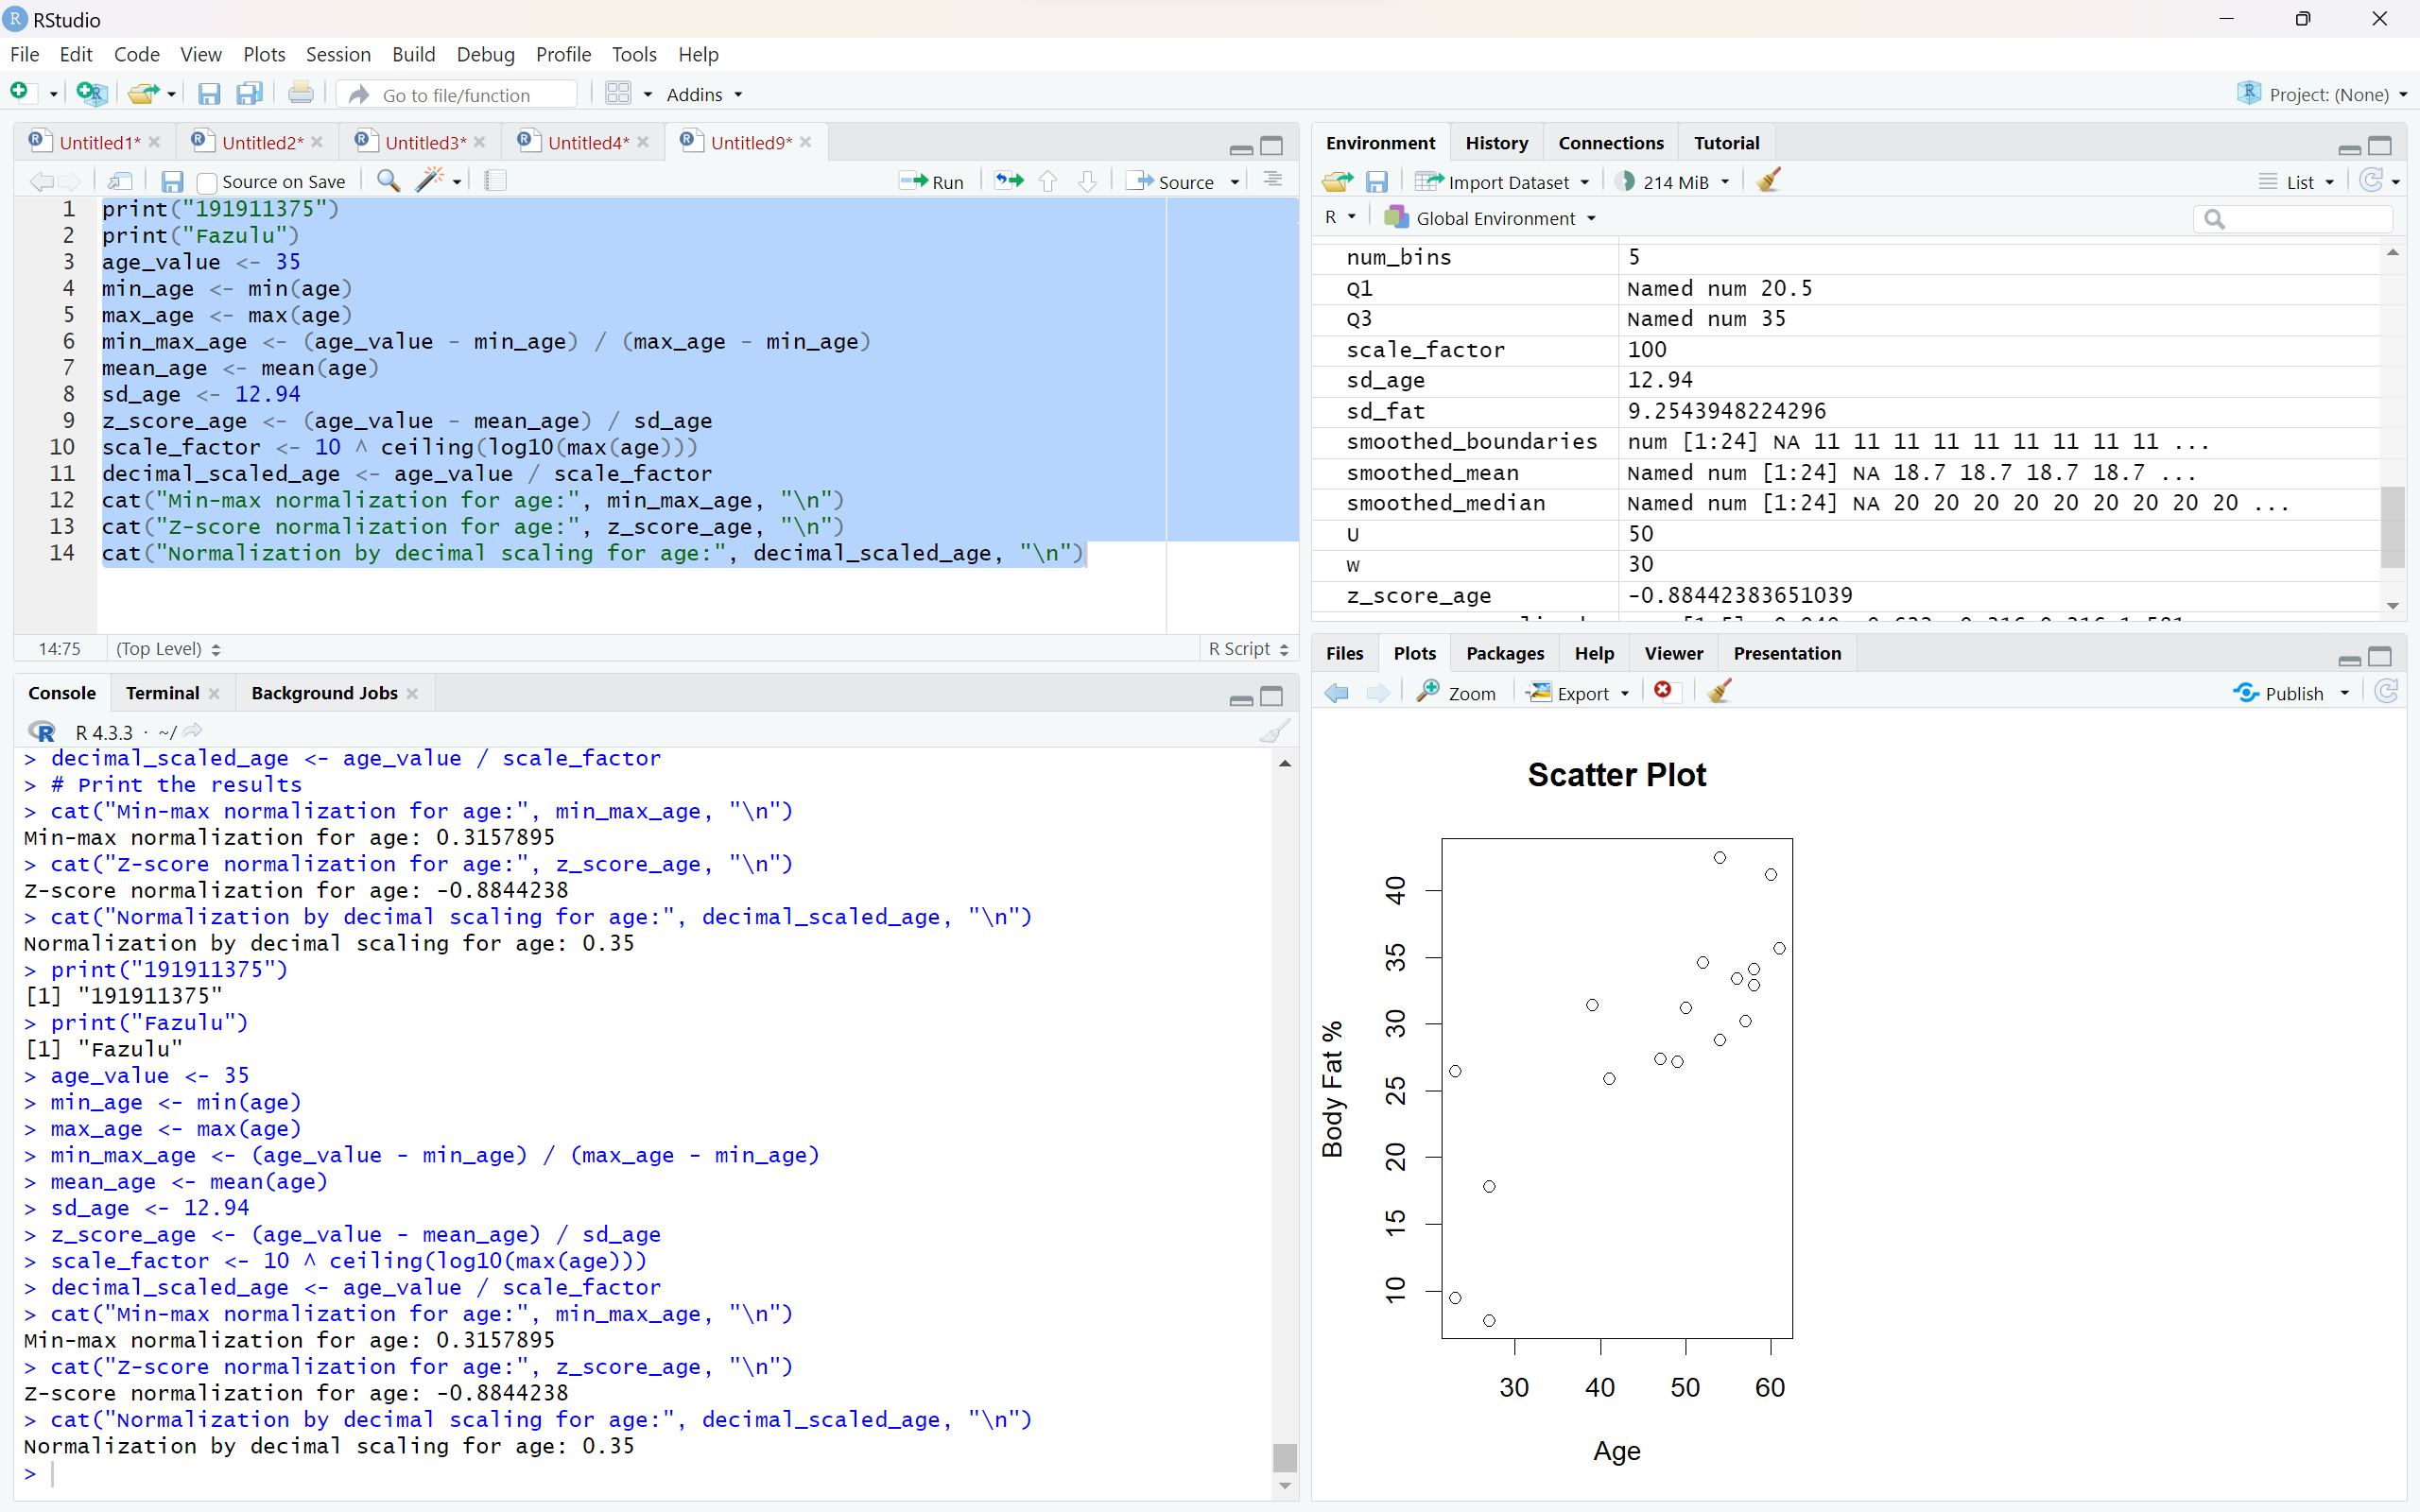 RStudio
File Edit Code View Plots Session Build Debug Profile Tools Help
Go to file/function Addins Project: (None)
Untitled1* Untitled2* Untitled3* Untitled4* Untitled9*
Source on Save Run Source
1 print("191911375")
2 print("Fazulu")
3 age_value <- 35
4 min_age <- min(age)
5 max_age <- max(age)
6 min_max_age <- (age_value - min_age) / (max_age - min_age)
7 mean_age <- mean(age)
8 sd_age <- 12.94
9 z_score_age <- (age_value - mean_age) / sd_age
10 scale_factor <- 10 ^ ceiling(log10(max(age)))
11 decimal_scaled_age <- age_value / scale_factor
12 cat("Min-max normalization for age:", min_max_age, "\n")
13 cat("Z-score normalization for age:", z_score_age, "\n")
14 cat("Normalization by decimal scaling for age:", decimal_scaled_age, "\n")
14:75 (Top Level) R Script
Console Terminal Background Jobs
R 4.3.3 · ~/
> decimal_scaled_age <- age_value / scale_factor
> # Print the results
> cat("Min-max normalization for age:", min_max_age, "\n")
Min-max normalization for age: 0.3157895
> cat("Z-score normalization for age:", z_score_age, "\n")
Z-score normalization for age: -0.8844238
> cat("Normalization by decimal scaling for age:", decimal_scaled_age, "\n")
Normalization by decimal scaling for age: 0.35
> print("191911375")
[1] "191911375"
> print("Fazulu")
[1] "Fazulu"
> age_value <- 35
> min_age <- min(age)
> max_age <- max(age)
> min_max_age <- (age_value - min_age) / (max_age - min_age)
> mean_age <- mean(age)
> sd_age <- 12.94
> z_score_age <- (age_value - mean_age) / sd_age
> scale_factor <- 10 ^ ceiling(log10(max(age)))
> decimal_scaled_age <- age_value / scale_factor
> cat("Min-max normalization for age:", min_max_age, "\n")
Min-max normalization for age: 0.3157895
> cat("Z-score normalization for age:", z_score_age, "\n")
Z-score normalization for age: -0.8844238
> cat("Normalization by decimal scaling for age:", decimal_scaled_age, "\n")
Normalization by decimal scaling for age: 0.35
>
Environment History Connections Tutorial
Import Dataset 214 MiB List
R Global Environment
num_bins 5
Q1 Named num 20.5
Q3 Named num 35
scale_factor 100
sd_age 12.94
sd_fat 9.2543948224296
smoothed_boundaries num [1:24] NA 11 11 11 11 11 11 11 11 11 ...
smoothed_mean Named num [1:24] NA 18.7 18.7 18.7 18.7 ...
smoothed_median Named num [1:24] NA 20 20 20 20 20 20 20 20 20 ...
U 50
w 30
z_score_age -0.88442383651039
Files Plots Packages Help Viewer Presentation
Zoom Export Publish
Scatter Plot
Body Fat %
40
35
30
25
20
15
10
30 40 50 60
Age